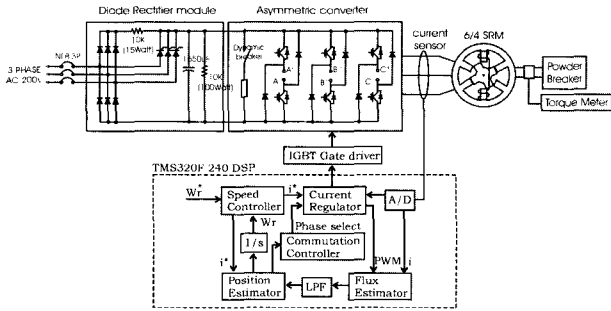 Diode Rectifier module
Asymmetric converter
NFB 3P
3 PHASE
AC 200v
10K
(15Watt)
10K
(100Watt)
Dynamic
breaker
A A'
B B'
C C'
current
sensor
6/4 SRM
Powder
Breaker
Torque Meter
IGBT Gate driver
TMS320F 240 DSP
Wr*
Speed
Controller
i*
Current
Regulator
A/D
Wr
Phase select
1/s
Commutation
Controller
i*
PWM
i
Position
Estimator
LPF
Flux
Estimator